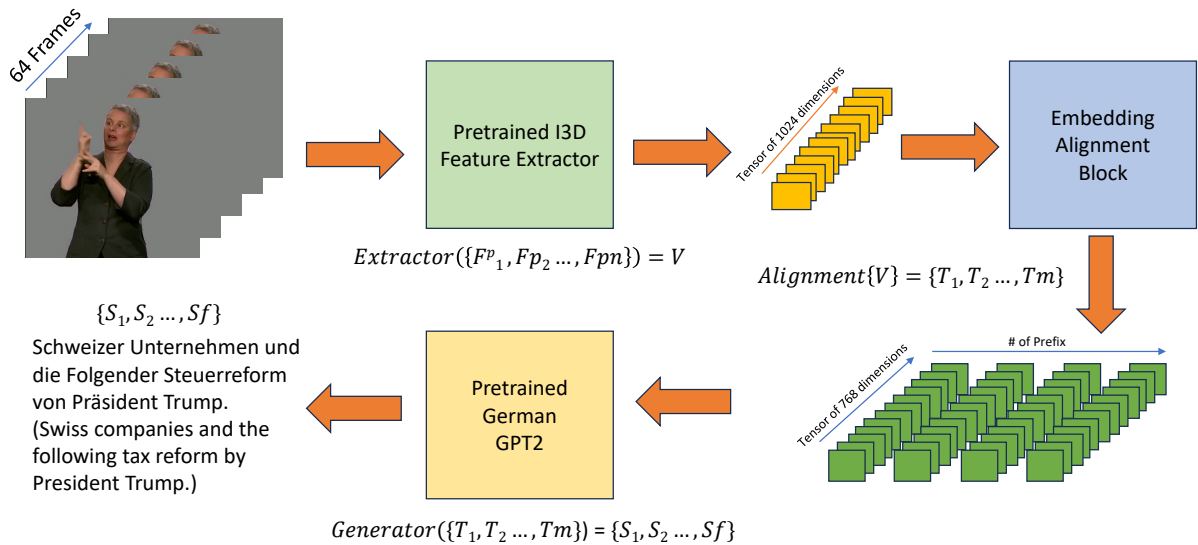 64 Frames
Pretrained I3D
Feature Extractor
Tensor of 1024 dimensions
Embedding
Alignment
Block
Extractor({Fᵖ₁, Fp₂ …, Fpn}) = V
Alignment{V} = {T₁, T₂ …, Tm}
{S₁, S₂ …, Sf}
Schweizer Unternehmen und
die Folgender Steuerreform
von Präsident Trump.
(Swiss companies and the
following tax reform by
President Trump.)
Pretrained
German
GPT2
# of Prefix
Tensor of 768 dimensions
Generator({T₁, T₂ …, Tm}) = {S₁, S₂ …, Sf}